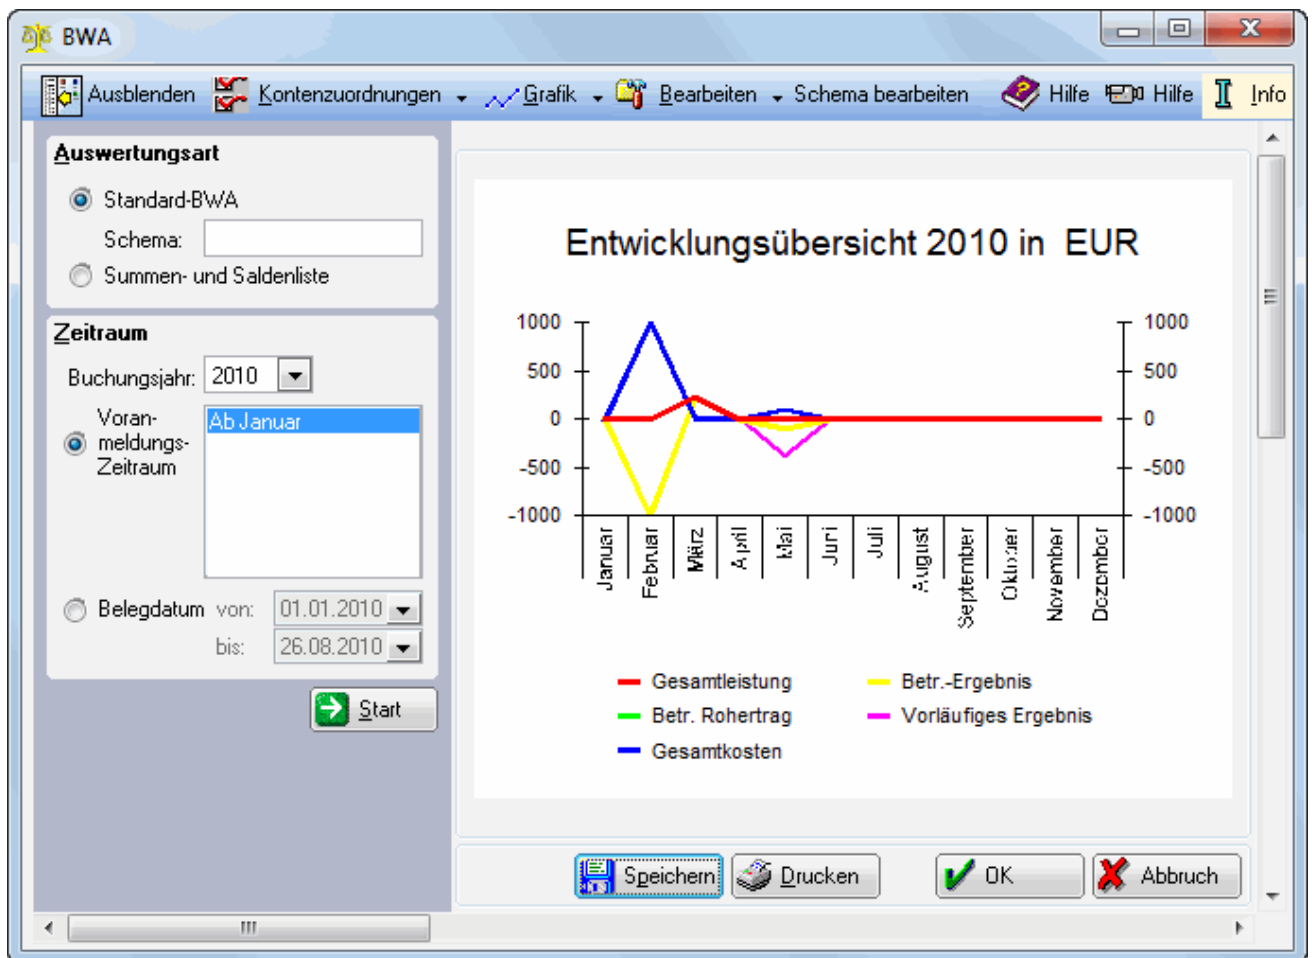 BWA
Ausblenden Kontenzuordnungen Grafik Bearbeiten Schema bearbeiten Hilfe Hilfe Info
Auswertungsart
Standard-BWA
Schema:
Summen- und Saldenliste
Zeitraum
Buchungsjahr: 2010
Voran-
meldungs-
Zeitraum
Ab Januar
Belegdatum von: 01.01.2010
bis: 26.08.2010
Start
Entwicklungsübersicht 2010 in EUR
1000 1000
500 500
0 0
-500 -500
-1000 -1000
Januar
Februar
März
April
Mai
Juni
Juli
August
September
Oktober
November
Dezember
Gesamtleistung Betr.-Ergebnis
Betr. Rohertrag Vorläufiges Ergebnis
Gesamtkosten
Speichern Drucken OK Abbruch